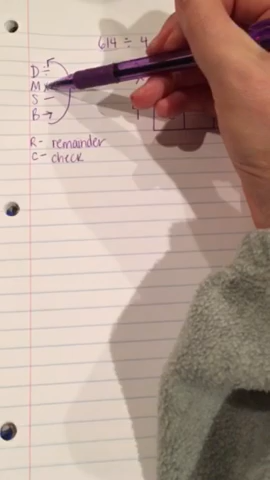 614 ÷ 4
D ÷
M ×
S —
B →
R- remainder
C- check